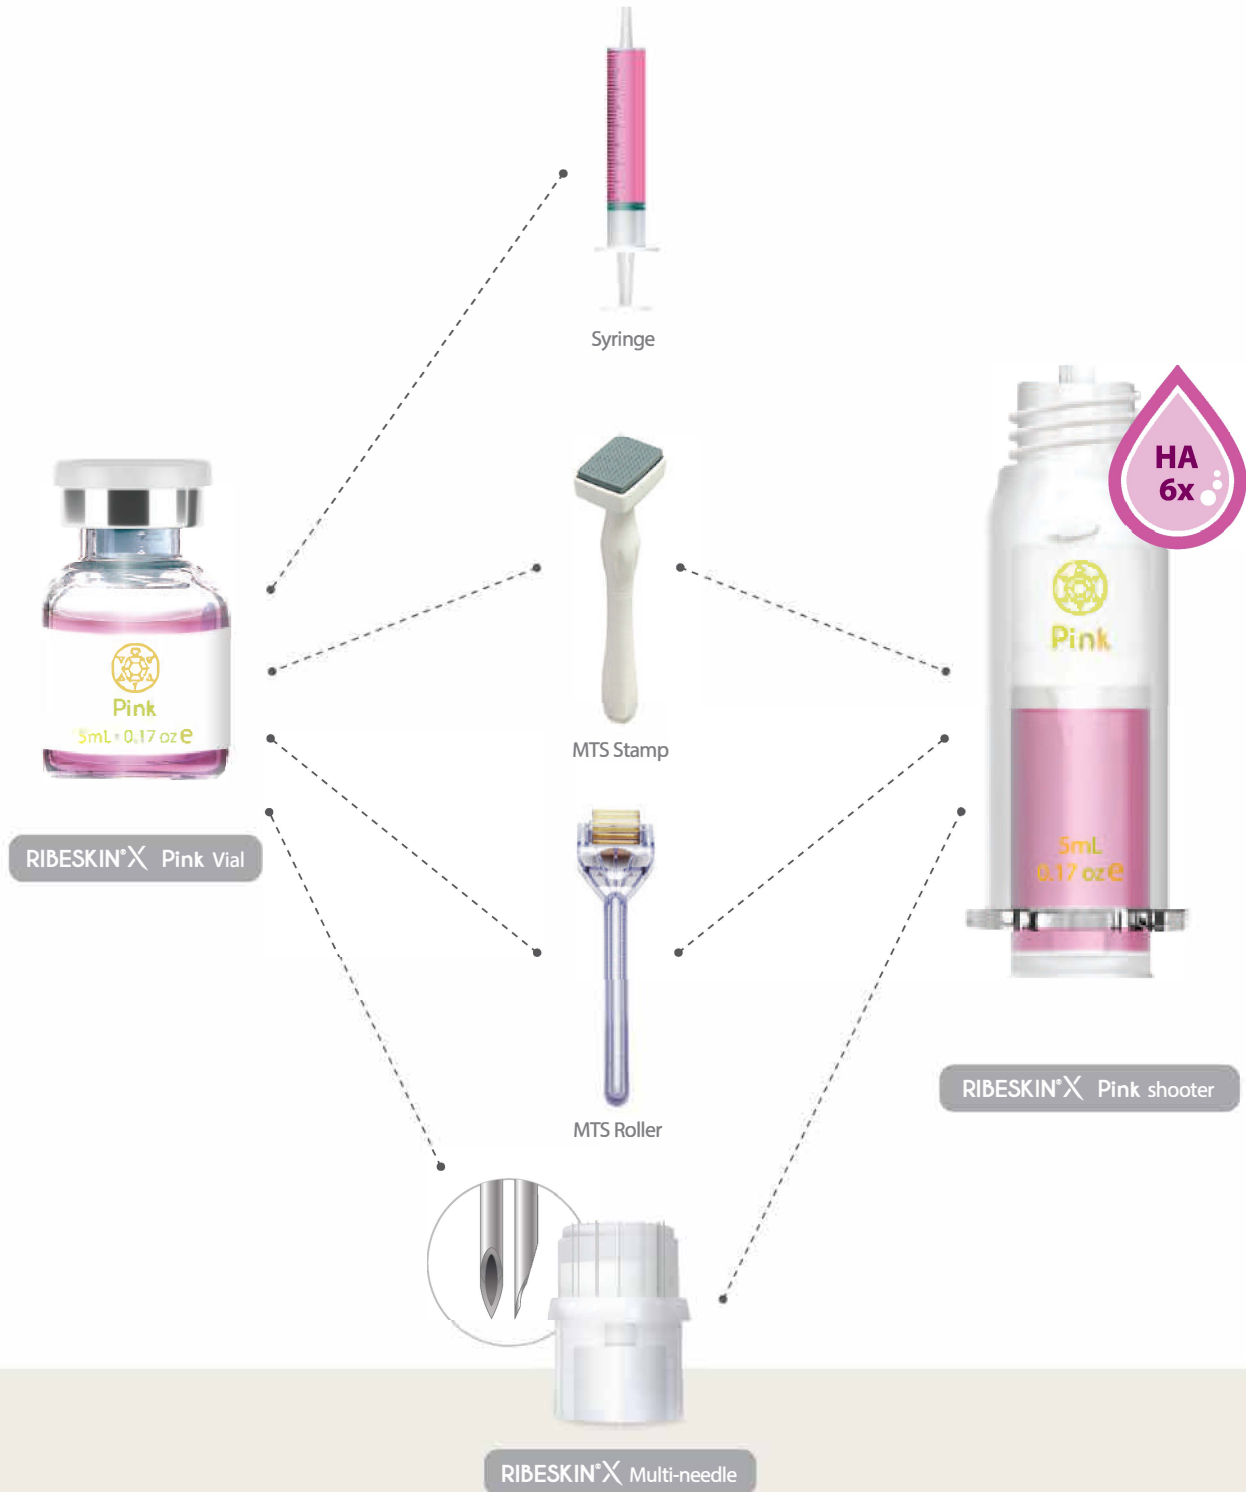 Syringe
HA
6x
Pink
5mL • 0.17 oz e
RIBESKIN®X Pink Vial
MTS Stamp
Pink
5mL
0.17 oz e
RIBESKIN®X Pink shooter
MTS Roller
RIBESKIN®X Multi-needle